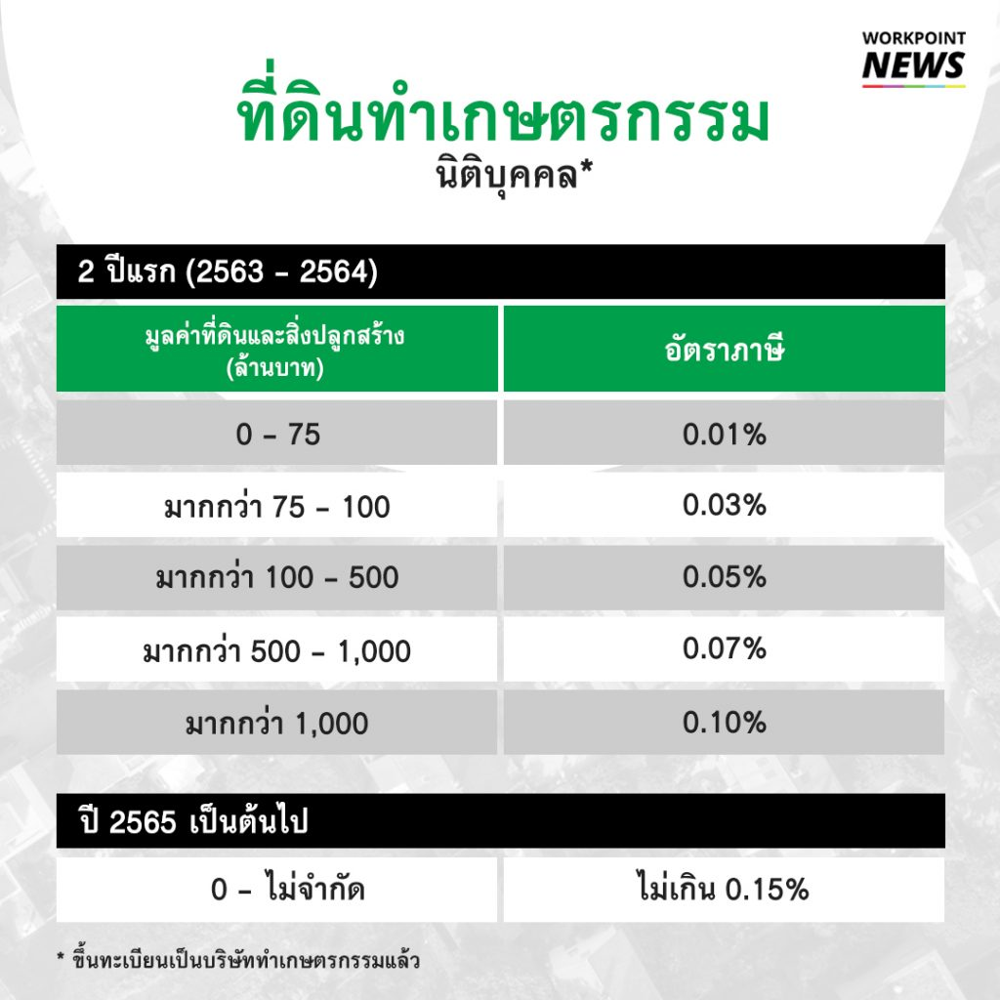 WORKPOINT
NEWS
ที่ดินทำเกษตรกรรม
นิติบุคคล*
2 ปีแรก (2563 - 2564)
มูลค่าที่ดินและสิ่งปลูกสร้าง
(ล้านบาท)
อัตราภาษี
0 - 75
0.01%
มากกว่า 75 - 100
0.03%
มากกว่า 100 - 500
0.05%
มากกว่า 500 - 1,000
0.07%
มากกว่า 1,000
0.10%
ปี 2565 เป็นต้นไป
0 - ไม่จำกัด
ไม่เกิน 0.15%
* ขึ้นทะเบียนเป็นบริษัททำเกษตรกรรมแล้ว